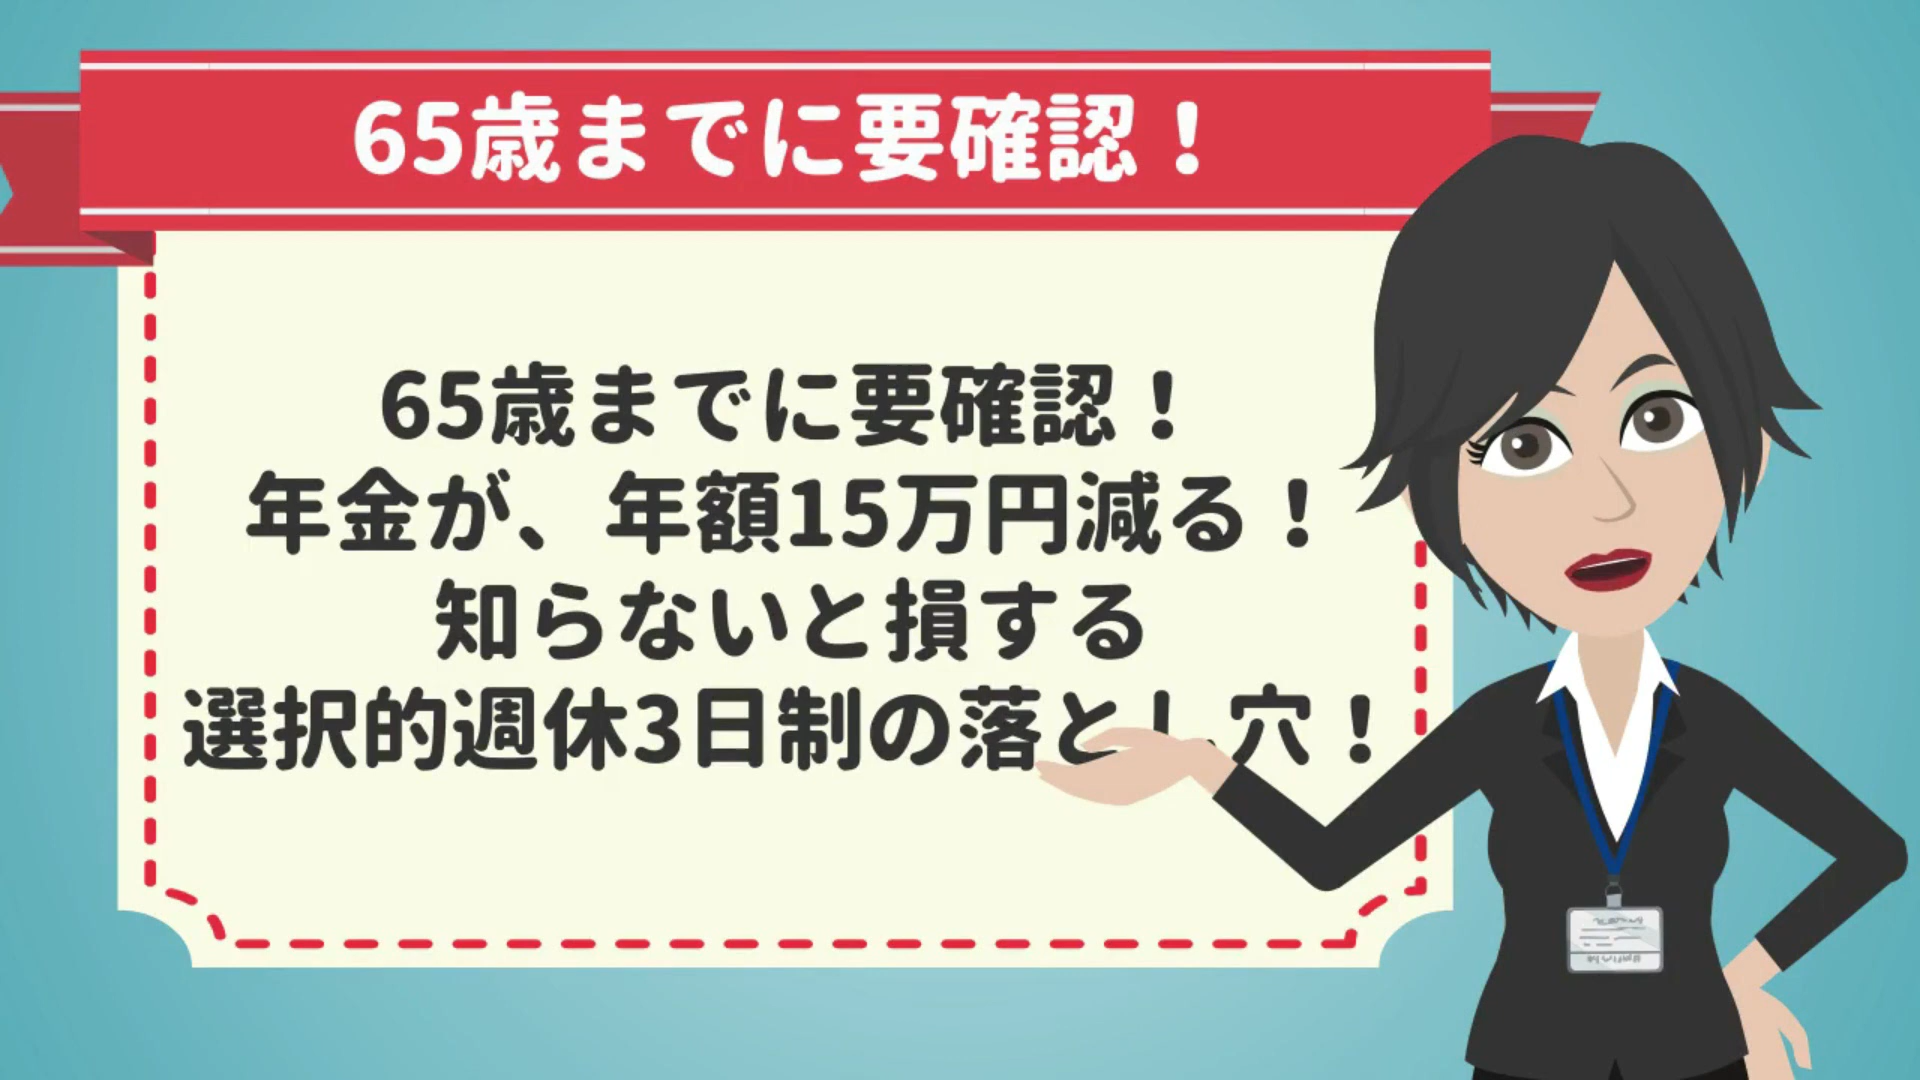 65歳までに要確認！
65歳までに要確認！
年金が、年額15万円減る！
知らないと損する
選択的週休3日制の落とし穴！